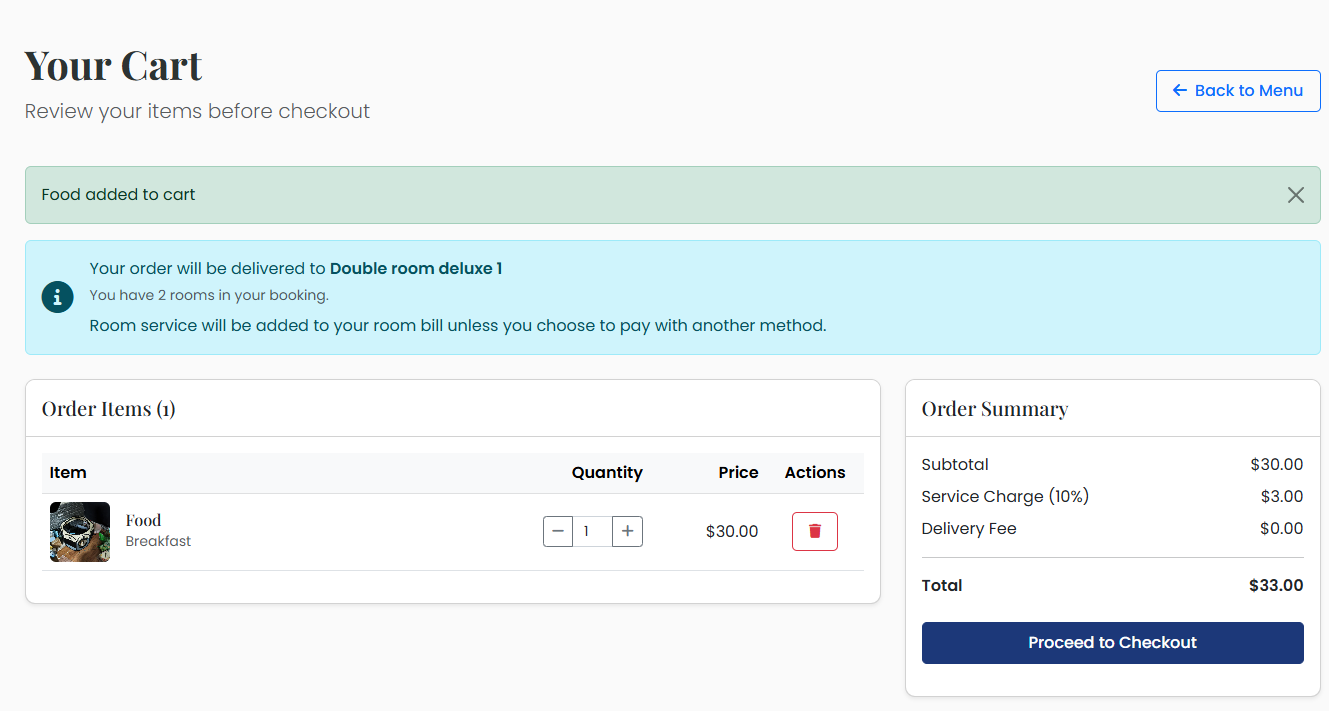 Your Cart
Review your items before checkout
Back to Menu
Food added to cart
Your order will be delivered to Double room deluxe 1
You have 2 rooms in your booking.
Room service will be added to your room bill unless you choose to pay with another method.
Order Items (1)
Item Quantity Price Actions
Food
Breakfast
1 $30.00
Order Summary
Subtotal $30.00
Service Charge (10%) $3.00
Delivery Fee $0.00
Total $33.00
Proceed to Checkout